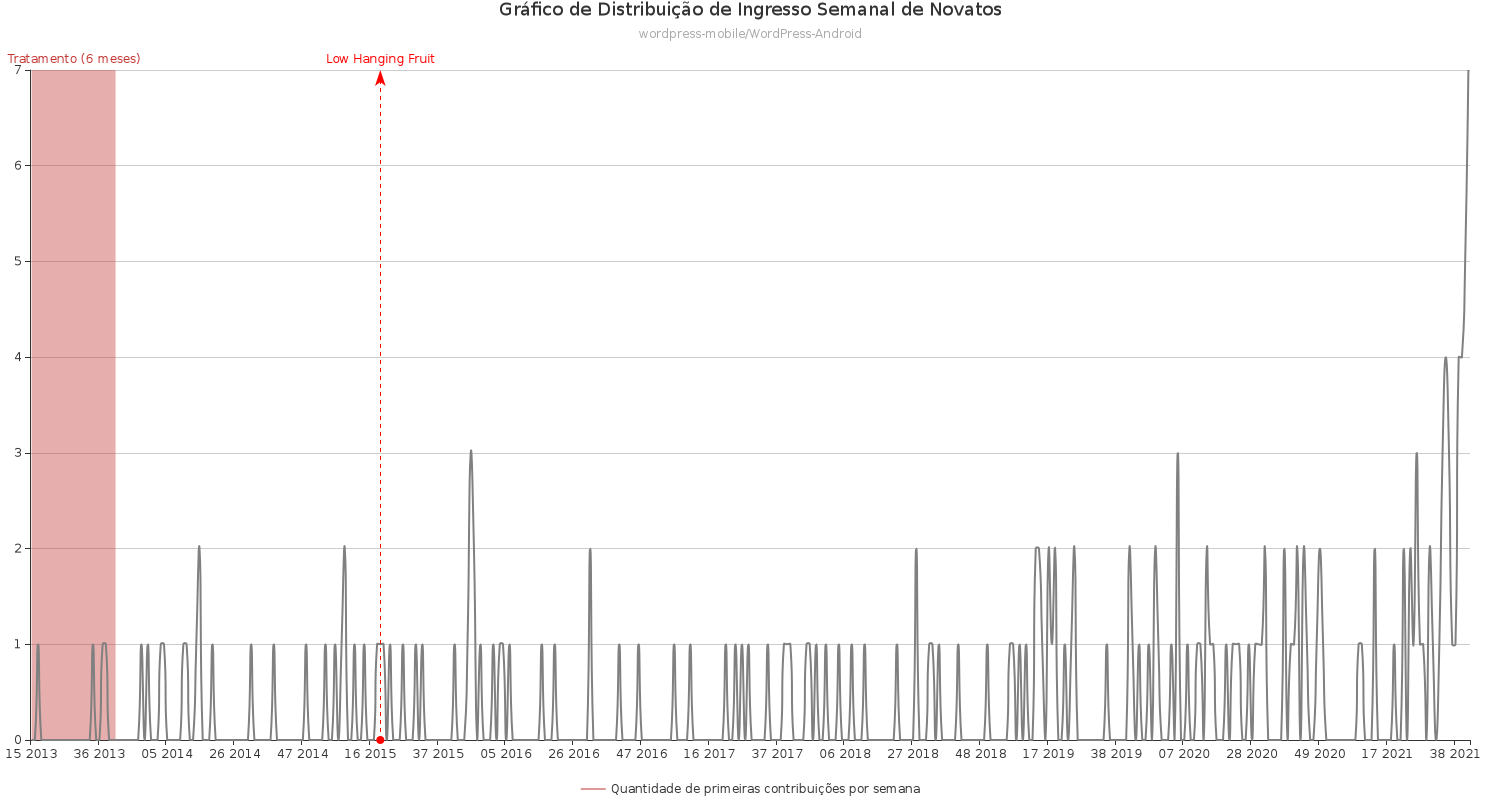 Gráfico de Distribuição de Ingresso Semanal de Novatos
wordpress-mobile/WordPress-Android
Tratamento (6 meses)
Low Hanging Fruit
7
6
5
4
3
2
1
0
15 2013 36 2013 05 2014 26 2014 47 2014 16 2015 37 2015 05 2016 26 2016 47 2016 16 2017 37 2017 06 2018 27 2018 48 2018 17 2019 38 2019 07 2020 28 2020 49 2020 17 2021 38 2021
Quantidade de primeiras contribuições por semana